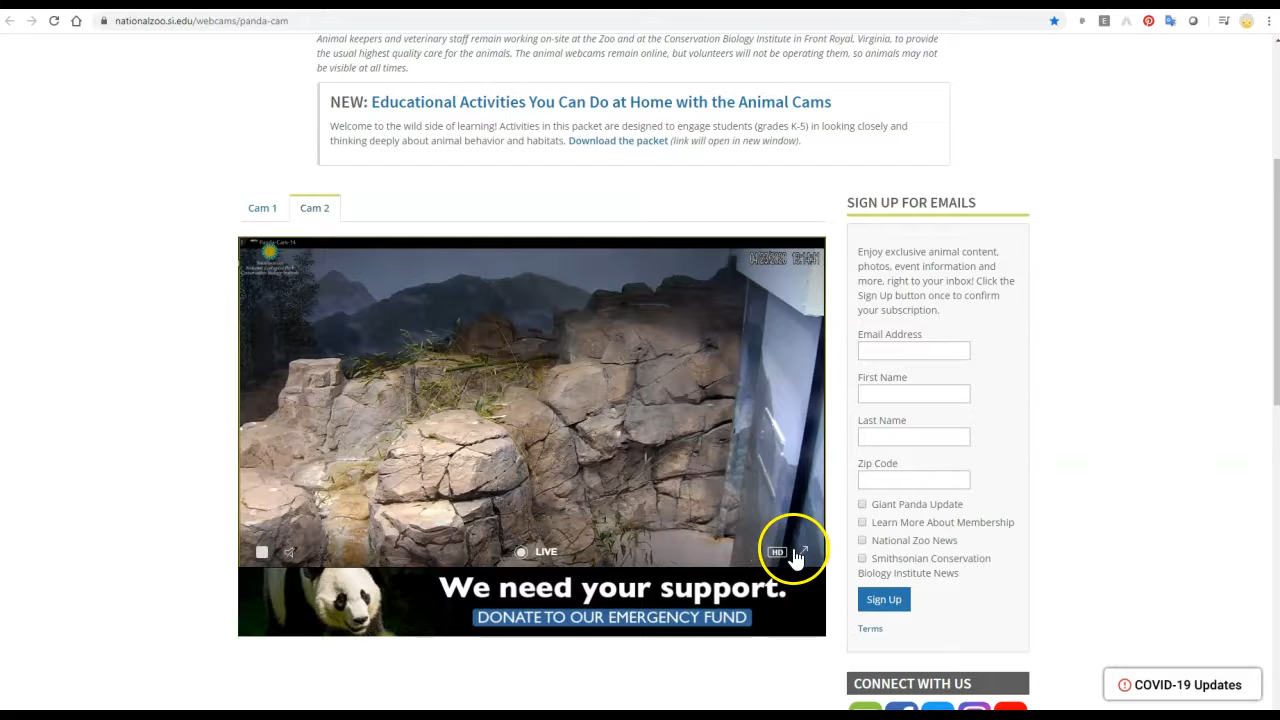 nationalzoo.si.edu/webcams/panda-cam
Animal keepers and veterinary staff remain working on-site at the Zoo and at the Conservation Biology Institute in Front Royal, Virginia, to provide
the usual highest quality care for the animals. The animal webcams remain online, but volunteers will not be operating them, so animals may not
be visible at all times.
NEW: Educational Activities You Can Do at Home with the Animal Cams
Welcome to the wild side of learning! Activities in this packet are designed to engage students (grades K-5) in looking closely and
thinking deeply about animal behavior and habitats. Download the packet (link will open in new window).
Cam 1
Cam 2
Panda-Cam-14
HD
LIVE
We need your support.
DONATE TO OUR EMERGENCY FUND
SIGN UP FOR EMAILS
Enjoy exclusive animal content,
photos, event information and
more, right to your inbox! Click the
Sign Up button once to confirm
your subscription.
Email Address
First Name
Last Name
Zip Code
Giant Panda Update
Learn More About Membership
National Zoo News
Smithsonian Conservation
Biology Institute News
Sign Up
Terms
CONNECT WITH US
COVID-19 Updates